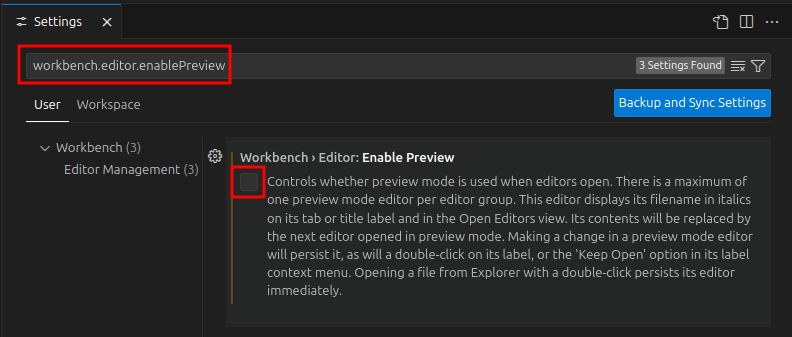 Settings
workbench.editor.enablePreview
3 Settings Found
User
Workspace
Backup and Sync Settings
Workbench (3)
Editor Management (3)
Workbench › Editor: Enable Preview
Controls whether preview mode is used when editors open. There is a maximum of
one preview mode editor per editor group. This editor displays its filename in italics
on its tab or title label and in the Open Editors view. Its contents will be replaced by
the next editor opened in preview mode. Making a change in a preview mode editor
will persist it, as will a double-click on its label, or the 'Keep Open' option in its label
context menu. Opening a file from Explorer with a double-click persists its editor
immediately.